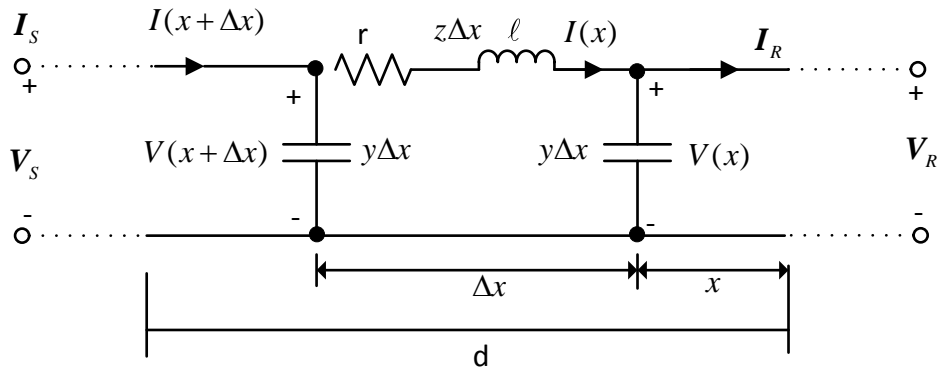 I_S I(x + Δx) r zΔx ℓ I(x) I_R
+ + + +
V_S V(x + Δx) yΔx yΔx V(x) V_R
- - - -
Δx x
d